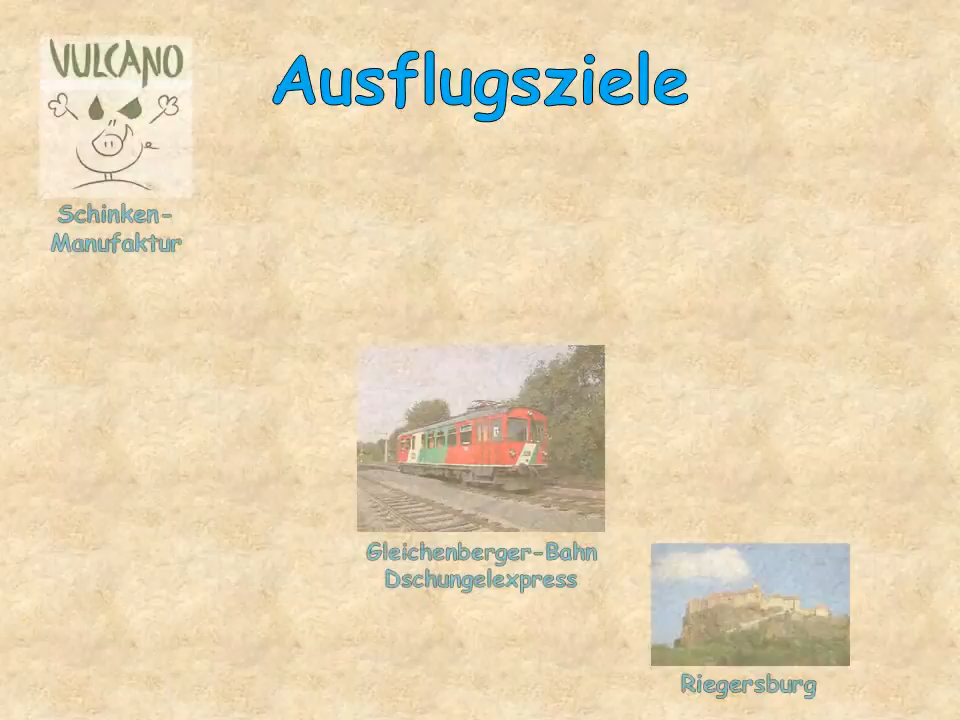 VULCANO
Ausflugsziele
Schinken-
Manufaktur
Gleichenberger-Bahn
Dschungelexpress
Riegersburg